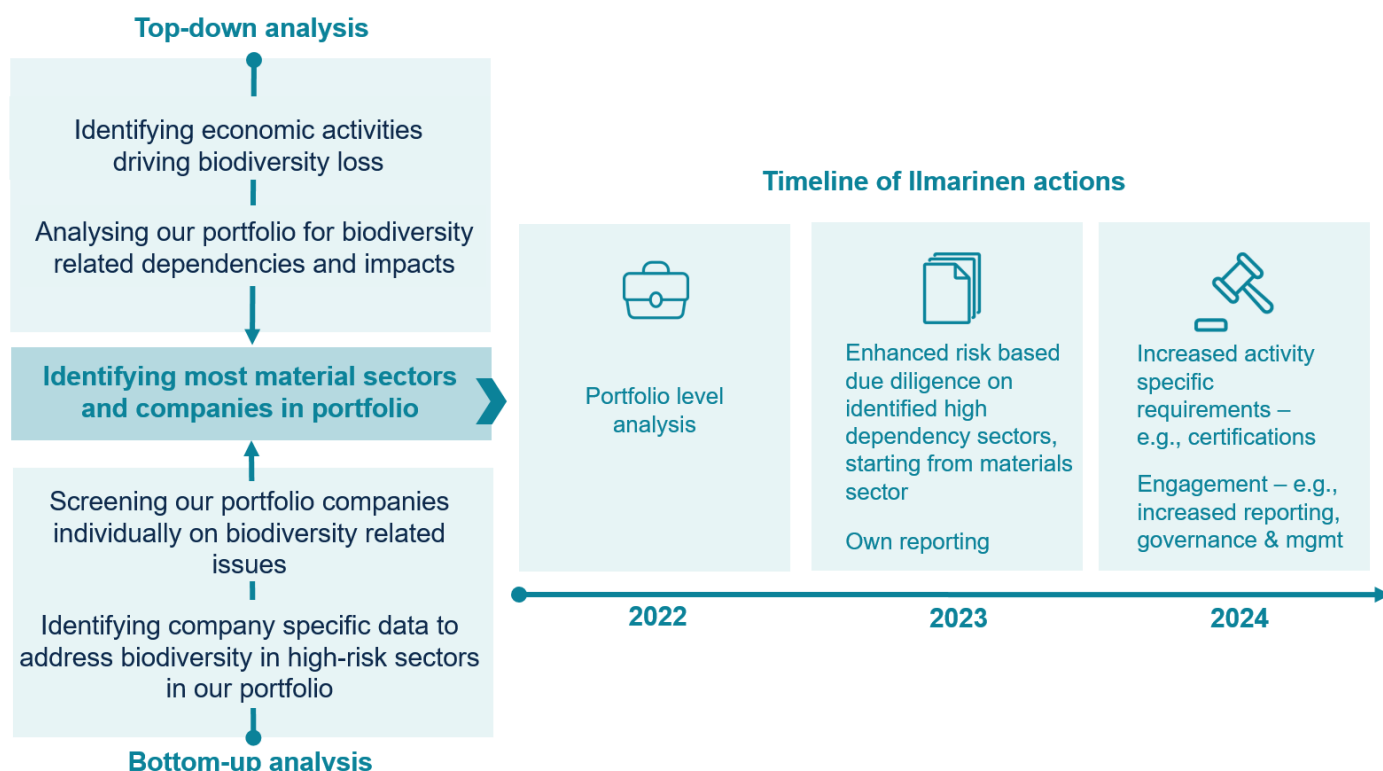 Top-down analysis
Identifying economic activities
driving biodiversity loss
Analysing our portfolio for biodiversity
related dependencies and impacts
Identifying most material sectors
and companies in portfolio
Screening our portfolio companies
individually on biodiversity related
issues
Identifying company specific data to
address biodiversity in high-risk sectors
in our portfolio
Bottom-up analysis
Timeline of Ilmarinen actions
Portfolio level
analysis
2022
Enhanced risk based
due diligence on
identified high
dependency sectors,
starting from materials
sector
Own reporting
2023
Increased activity
specific
requirements –
e.g., certifications
Engagement – e.g.,
increased reporting,
governance & mgmt
2024